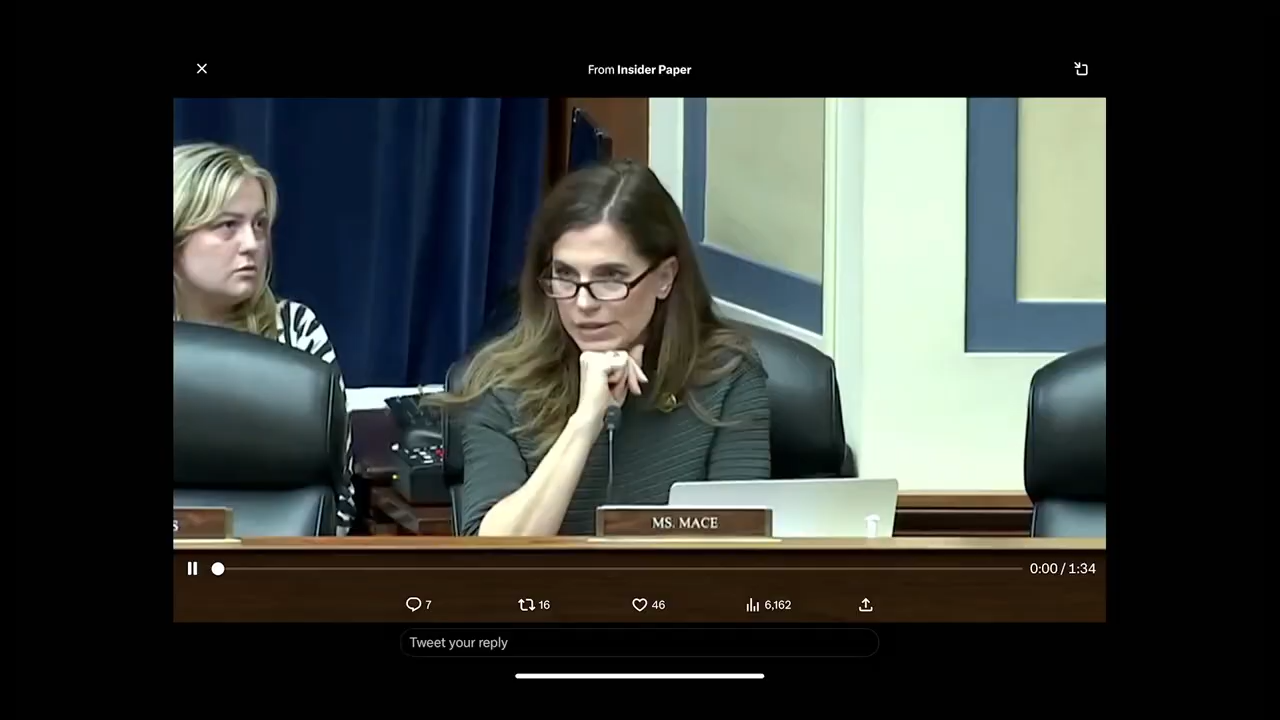 From Insider Paper
S
MS. MACE
0:00 / 1:34
7
16
46
6,162
Tweet your reply